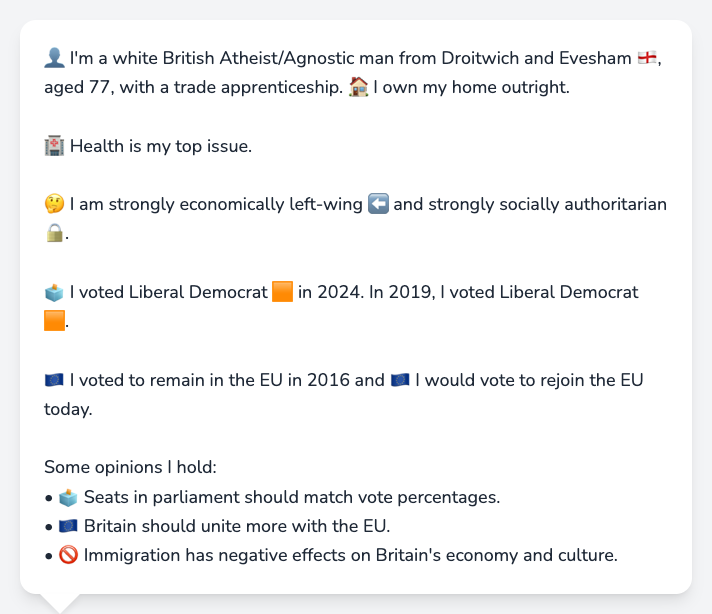 👤 I'm a white British Atheist/Agnostic man from Droitwich and Evesham 🏴󠁧󠁢󠁥󠁮󠁧󠁿,
aged 77, with a trade apprenticeship. 🏠 I own my home outright.
🏥 Health is my top issue.
🤔 I am strongly economically left-wing ⬅️ and strongly socially authoritarian
🔒.
🗳️ I voted Liberal Democrat 🟧 in 2024. In 2019, I voted Liberal Democrat
🟧.
🇪🇺 I voted to remain in the EU in 2016 and 🇪🇺 I would vote to rejoin the EU
today.
Some opinions I hold:
• 🗳️ Seats in parliament should match vote percentages.
• 🇪🇺 Britain should unite more with the EU.
• 🚫 Immigration has negative effects on Britain's economy and culture.